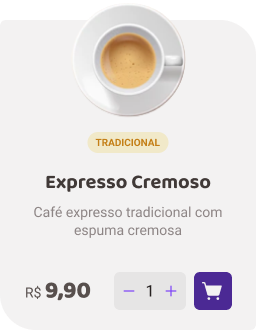 TRADICIONAL
Expresso Cremoso
Café expresso tradicional com
espuma cremosa
R$ 9,90 − 1 +